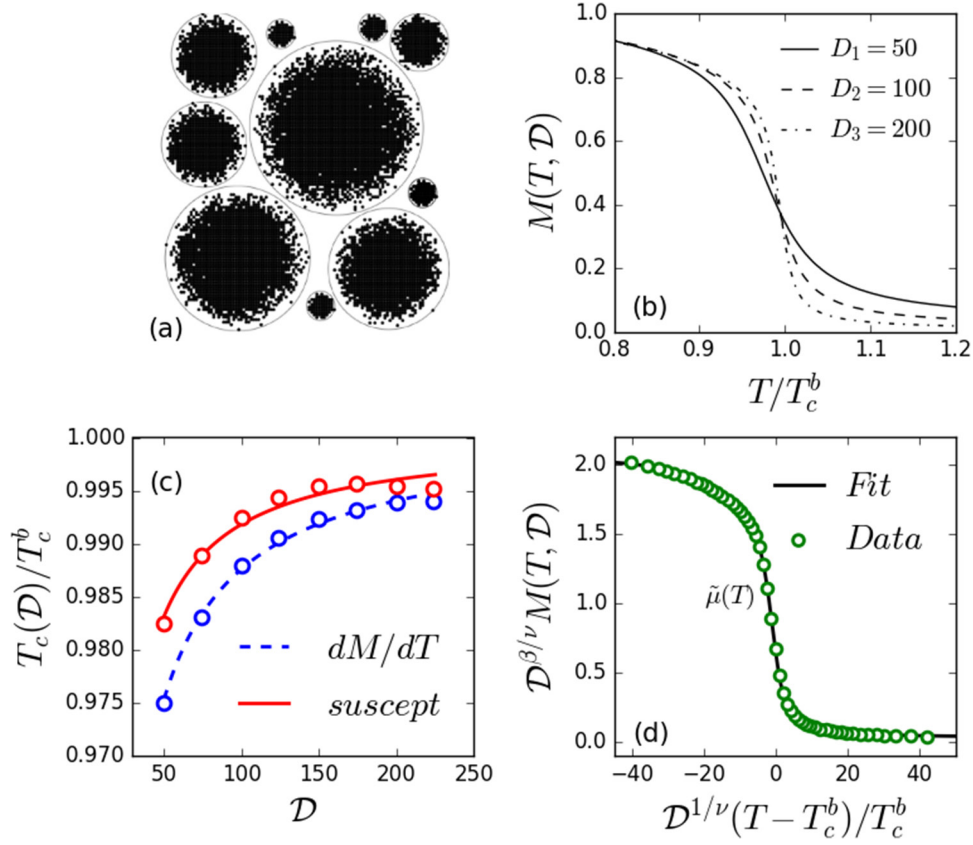 (a)
M(T, 𝒟)
1.0
0.8
0.6
0.4
0.2
0.0
D₁ = 50
D₂ = 100
D₃ = 200
(b)
0.8 0.9 1.0 1.1 1.2
T/T_c^b
T_c(𝒟)/T_c^b
1.000
0.995
0.990
0.985
0.980
0.975
0.970
(c)
dM/dT
suscept
50 100 150 200 250
𝒟
𝒟^{β/ν}M(T, 𝒟)
2.0
1.5
1.0
0.5
0.0
Fit
Data
μ̃(T)
(d)
−40 −20 0 20 40
𝒟^{1/ν}(T − T_c^b)/T_c^b